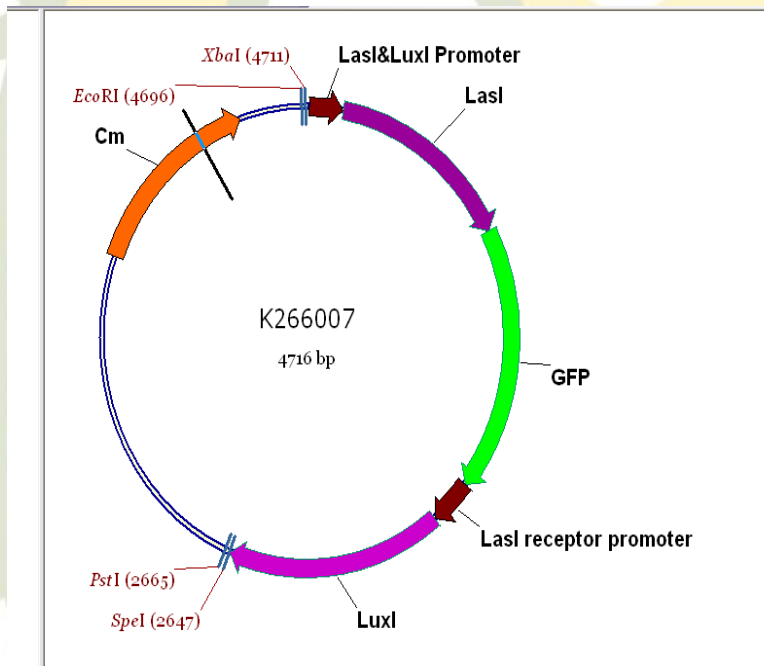 XbaI (4711)
LasI&LuxI Promoter
EcoRI (4696)
LasI
Cm
K266007
4716 bp
GFP
LasI receptor promoter
PstI (2665)
SpeI (2647)
LuxI